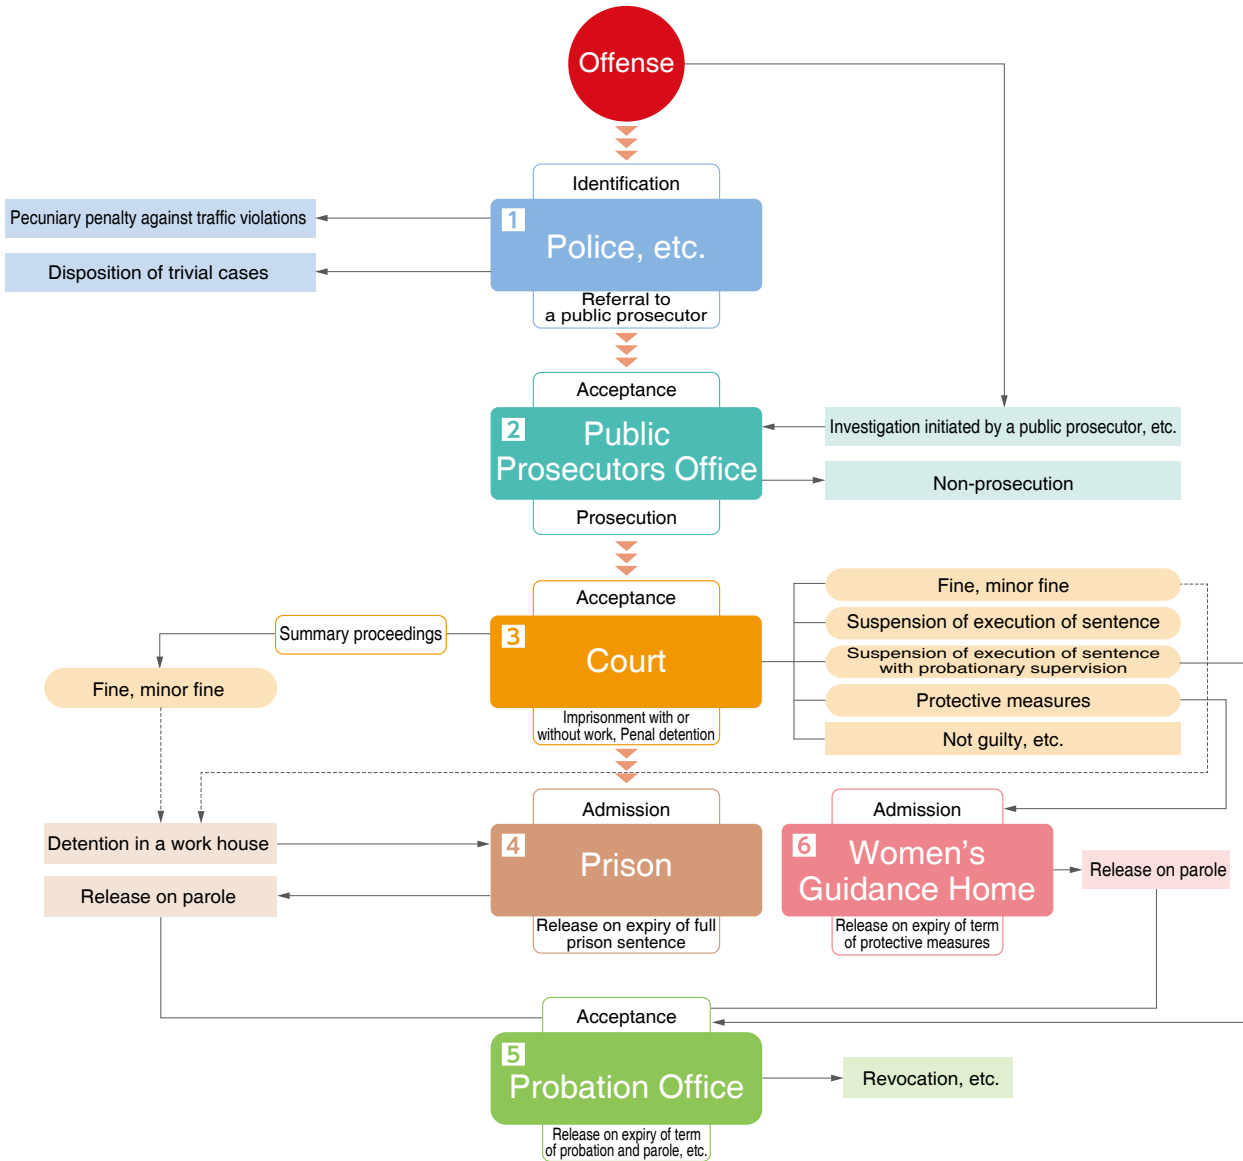 Offense
Identification
1
Police, etc.
Referral to
a public prosecutor
Pecuniary penalty against traffic violations
Disposition of trivial cases
Acceptance
2
Public
Prosecutors Office
Prosecution
Investigation initiated by a public prosecutor, etc.
Non-prosecution
Acceptance
3
Court
Imprisonment with or
without work, Penal detention
Summary proceedings
Fine, minor fine
Fine, minor fine
Suspension of execution of sentence
Suspension of execution of sentence
with probationary supervision
Protective measures
Not guilty, etc.
Detention in a work house
Release on parole
Admission
4
Prison
Release on expiry of full
prison sentence
Admission
6
Women's
Guidance Home
Release on expiry of term
of protective measures
Release on parole
Acceptance
5
Probation Office
Release on expiry of term
of probation and parole, etc.
Revocation, etc.